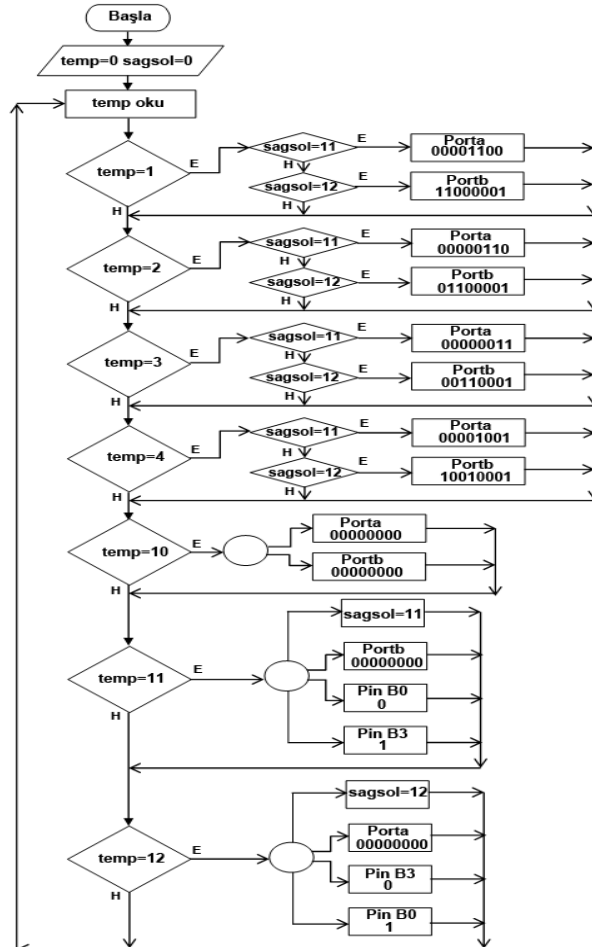 Başla
temp=0 sagsol=0
temp oku
temp=1
E
H
sagsol=11
E
H
Porta
00001100
sagsol=12
E
H
Portb
11000001
temp=2
E
H
sagsol=11
E
H
Porta
00000110
sagsol=12
E
H
Portb
01100001
temp=3
E
H
sagsol=11
E
H
Porta
00000011
sagsol=12
E
H
Portb
00110001
temp=4
E
H
sagsol=11
E
H
Porta
00001001
sagsol=12
E
H
Portb
10010001
temp=10
E
H
Porta
00000000
Portb
00000000
temp=11
E
H
sagsol=11
Portb
00000000
Pin B0
0
Pin B3
1
temp=12
E
H
sagsol=12
Porta
00000000
Pin B3
0
Pin B0
1